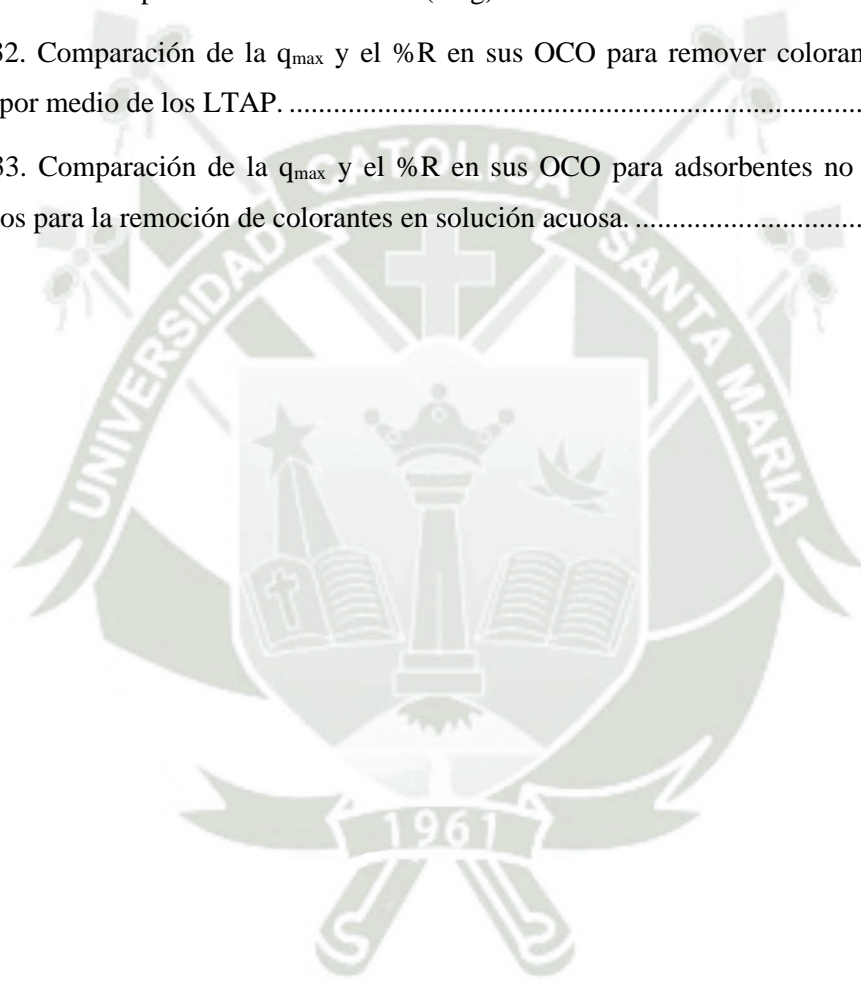 32. Comparación de la qmax y el %R en sus OCO para remover
por medio de los LTAP. ................................................................................
33. Comparación de la qmax y el %R en sus OCO para adsorbentes no
para la remoción de colorantes en solución acuosa. ................................
UNIVERSIDAD CATOLICA SANTA MARIA
1961